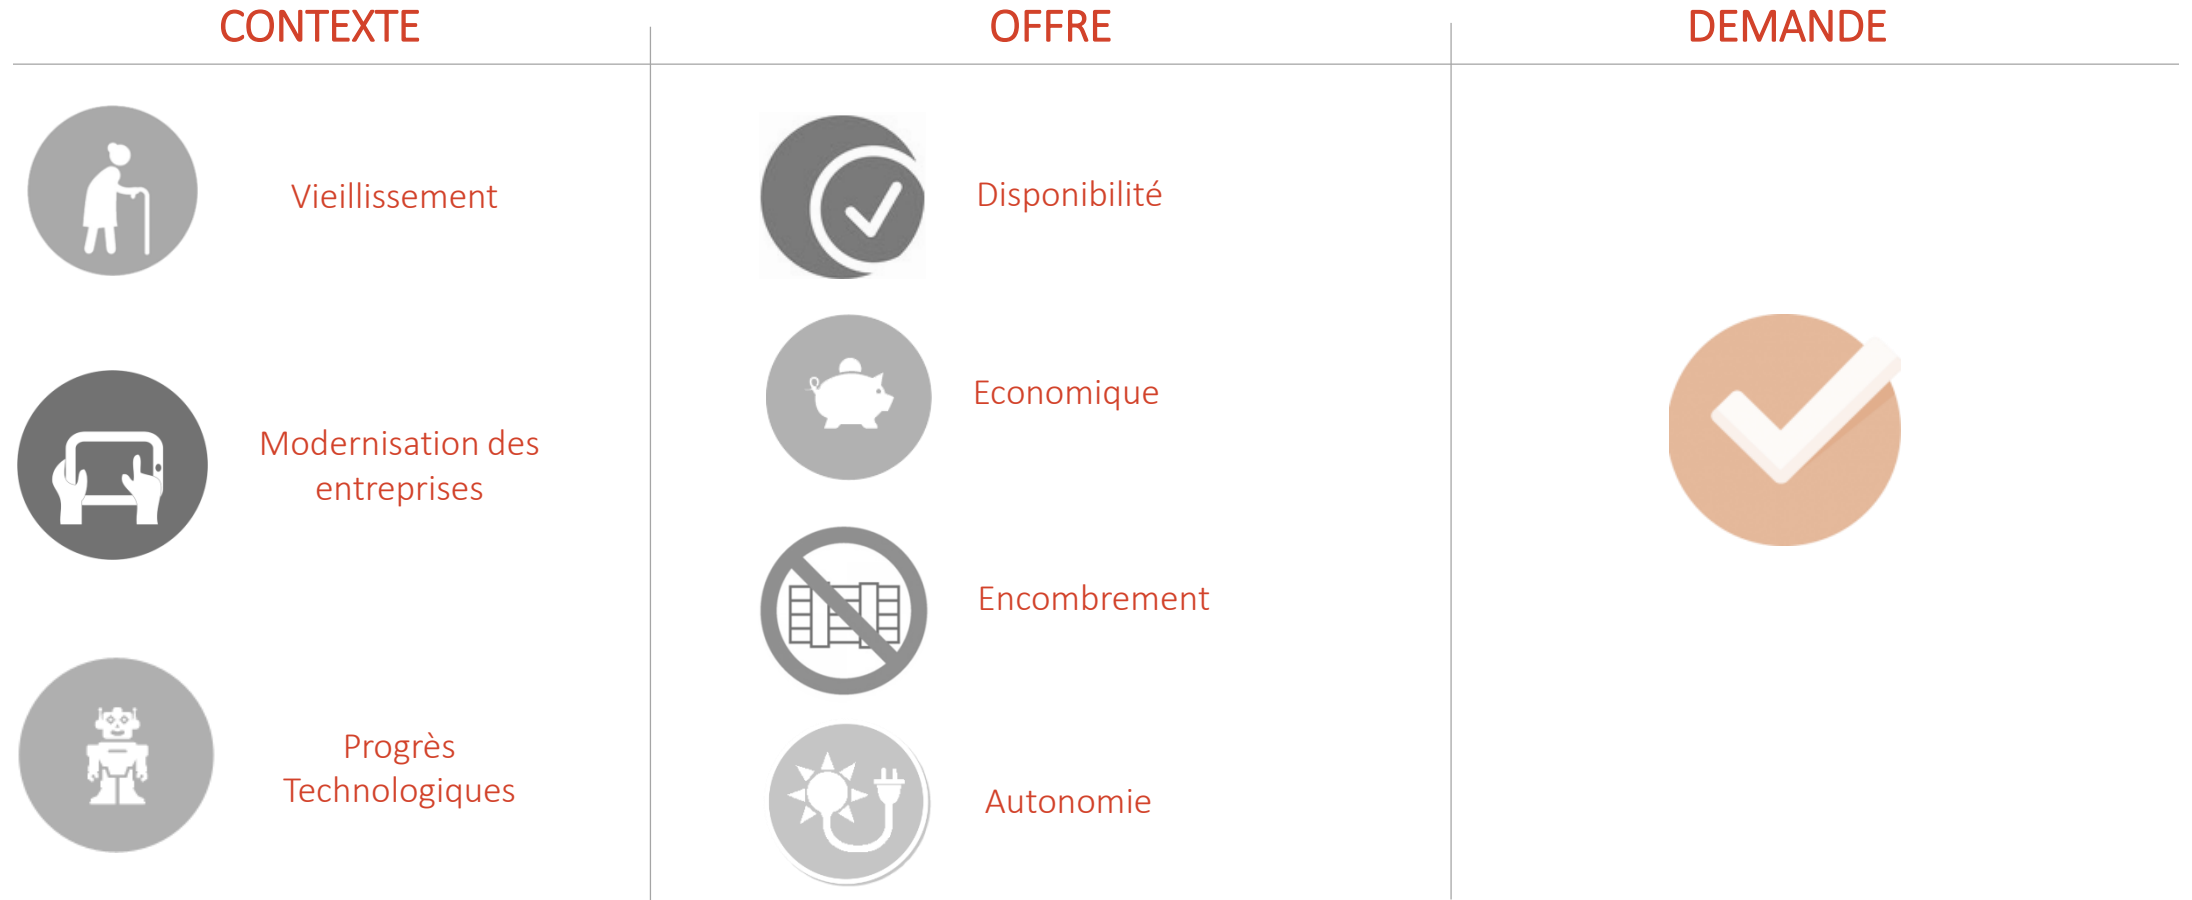 CONTEXTE
OFFRE
DEMANDE
Vieillissement
Modernisation des
entreprises
Progrès
Technologiques
Disponibilité
Economique
Encombrement
Autonomie